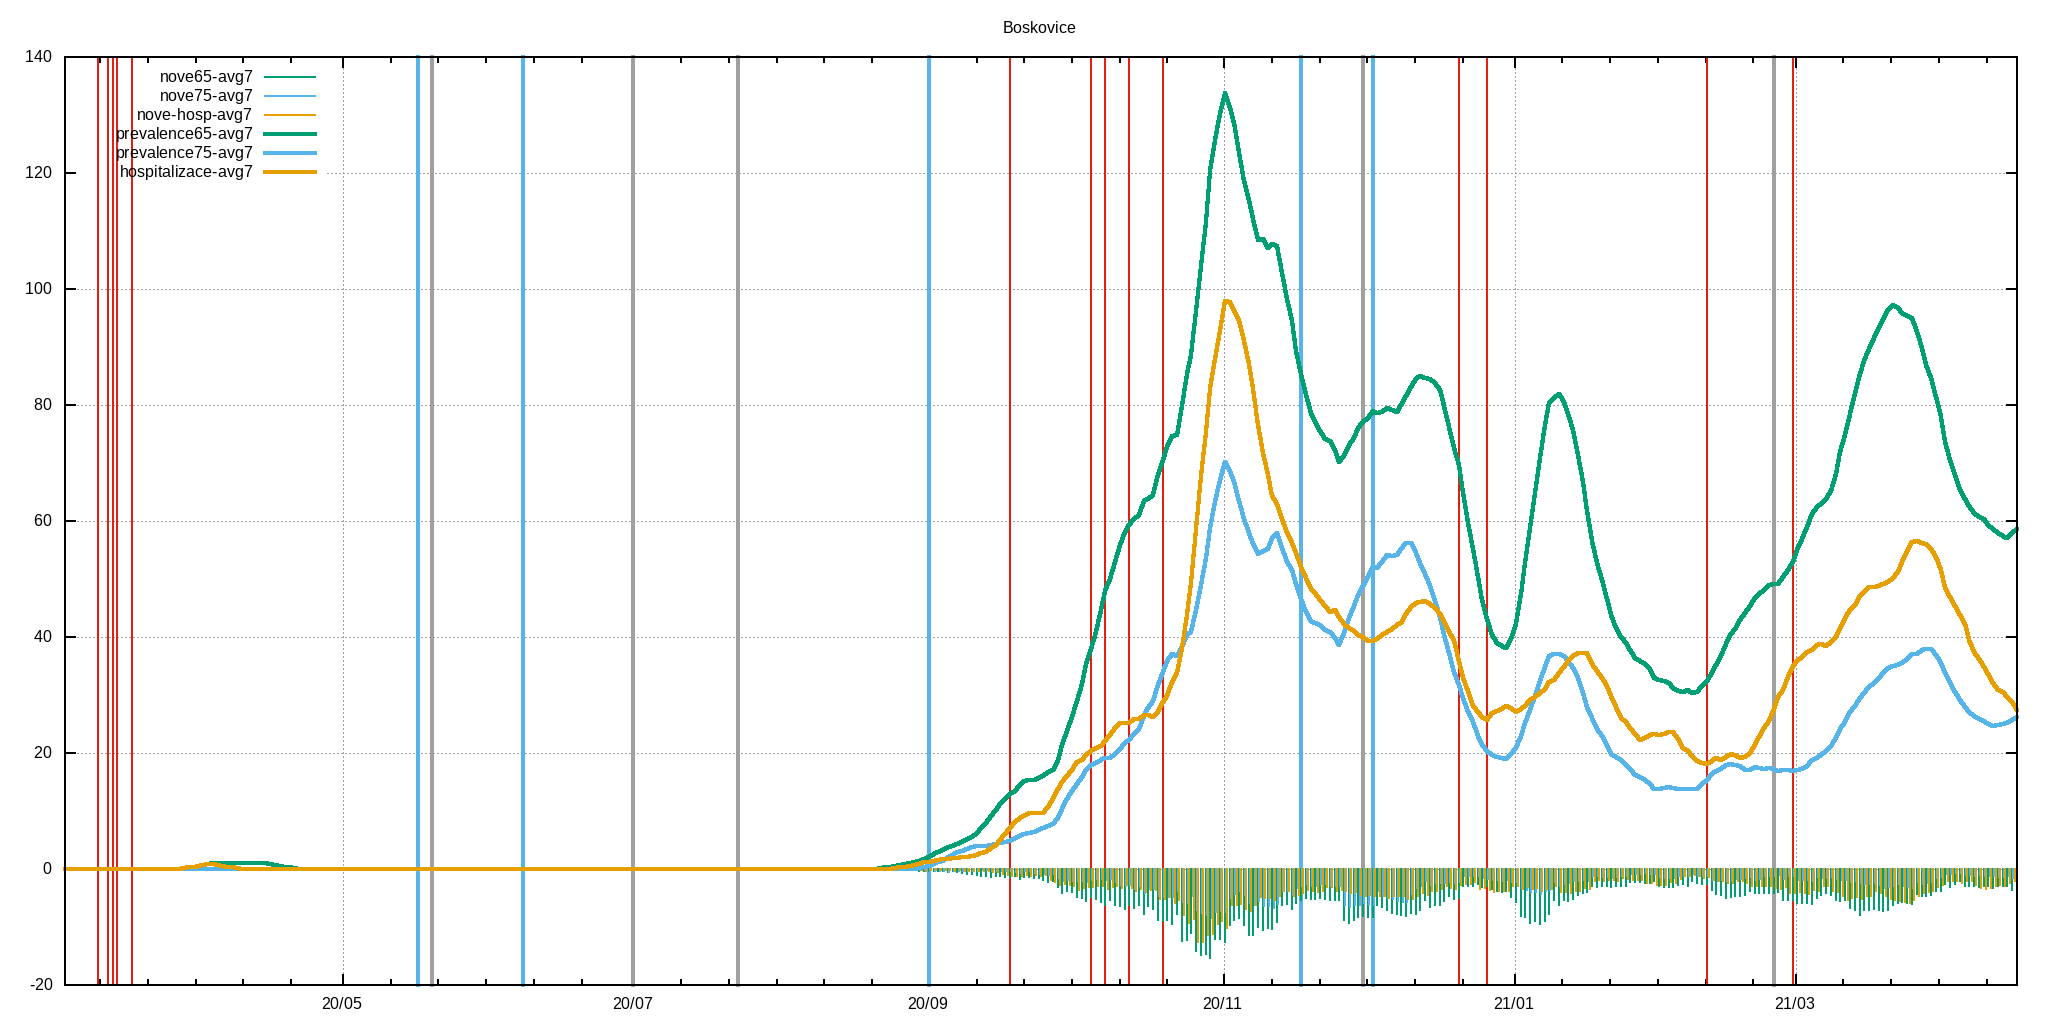 Boskovice
140
120
100
80
60
40
20
0
-20
nove65-avg7
nove75-avg7
nove-hosp-avg7
prevalence65-avg7
prevalence75-avg7
hospitalizace-avg7
20/05 20/07 20/09 20/11 21/01 21/03